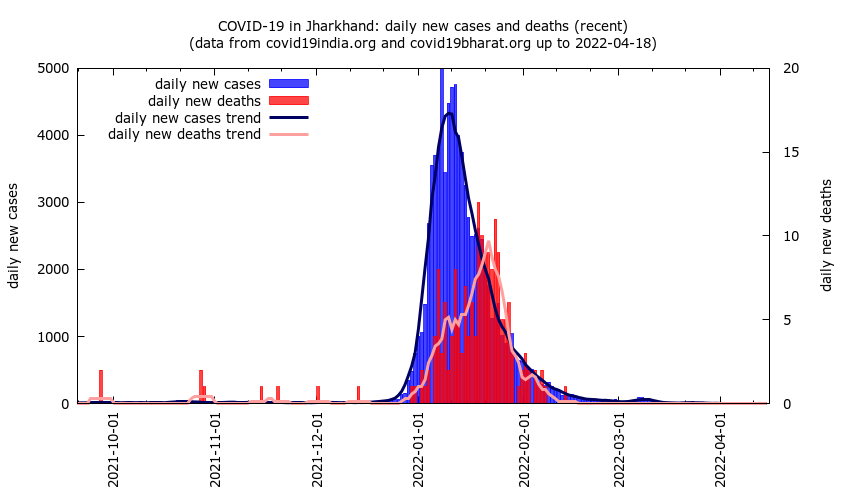 COVID-19 in Jharkhand: daily new cases and deaths (recent)
(data from covid19india.org and covid19bharat.org up to 2022-04-18)
daily new cases
daily new deaths
daily new cases trend
daily new deaths trend
5000
4000
3000
2000
1000
0
20
15
10
5
0
daily new cases
daily new deaths
2021-10-01
2021-11-01
2021-12-01
2022-01-01
2022-02-01
2022-03-01
2022-04-01